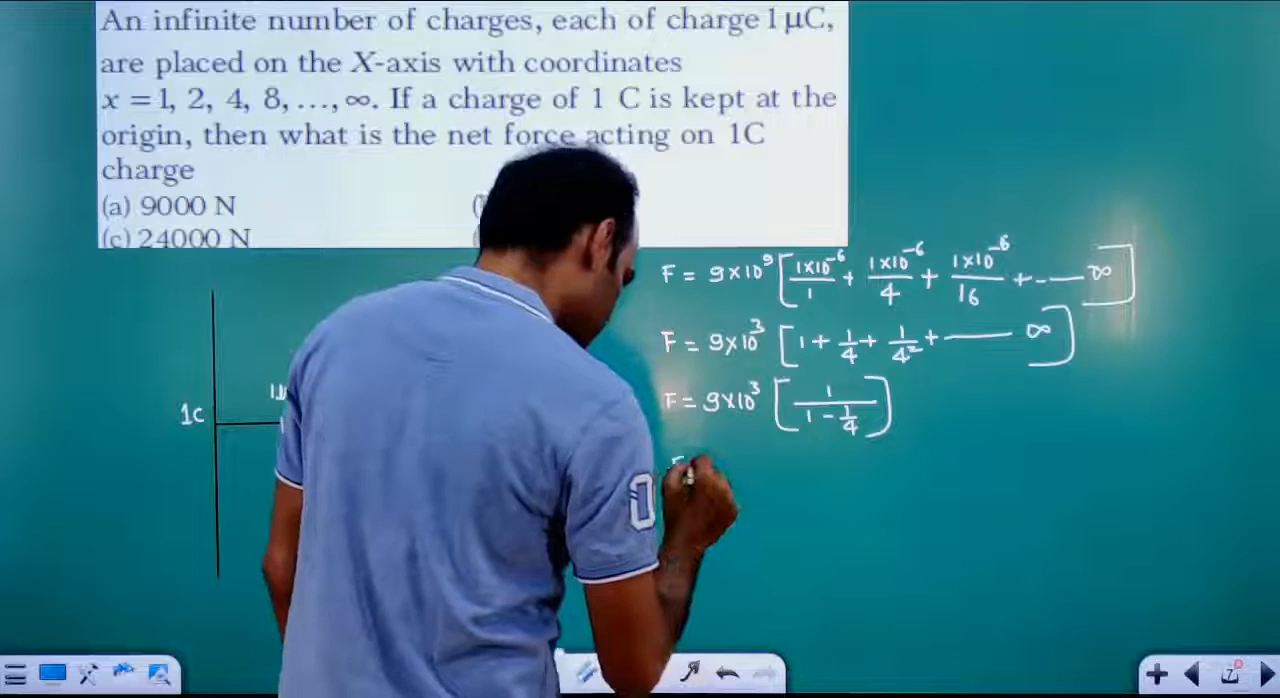 An infinite number of charges, each of charge 1 μC,
are placed on the X-axis with coordinates
x = 1, 2, 4, 8, ..., ∞. If a charge of 1 C is kept at the
origin, then what is the net force acting on 1C
charge
(a) 9000 N
(c) 24000 N
F = 9×10⁹ [1×10⁻⁶/1 + 1×10⁻⁶/4 + 1×10⁻⁶/16 + --- ∞]
F = 9×10³ [1 + 1/4 + 1/4² + --- ∞]
F = 9×10³ [1/(1 - 1/4)]
1C